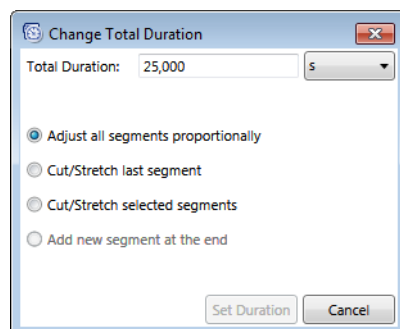 Change Total Duration
Total Duration: 25,000 s
Adjust all segments proportionally
Cut/Stretch last segment
Cut/Stretch selected segments
Add new segment at the end
Set Duration Cancel